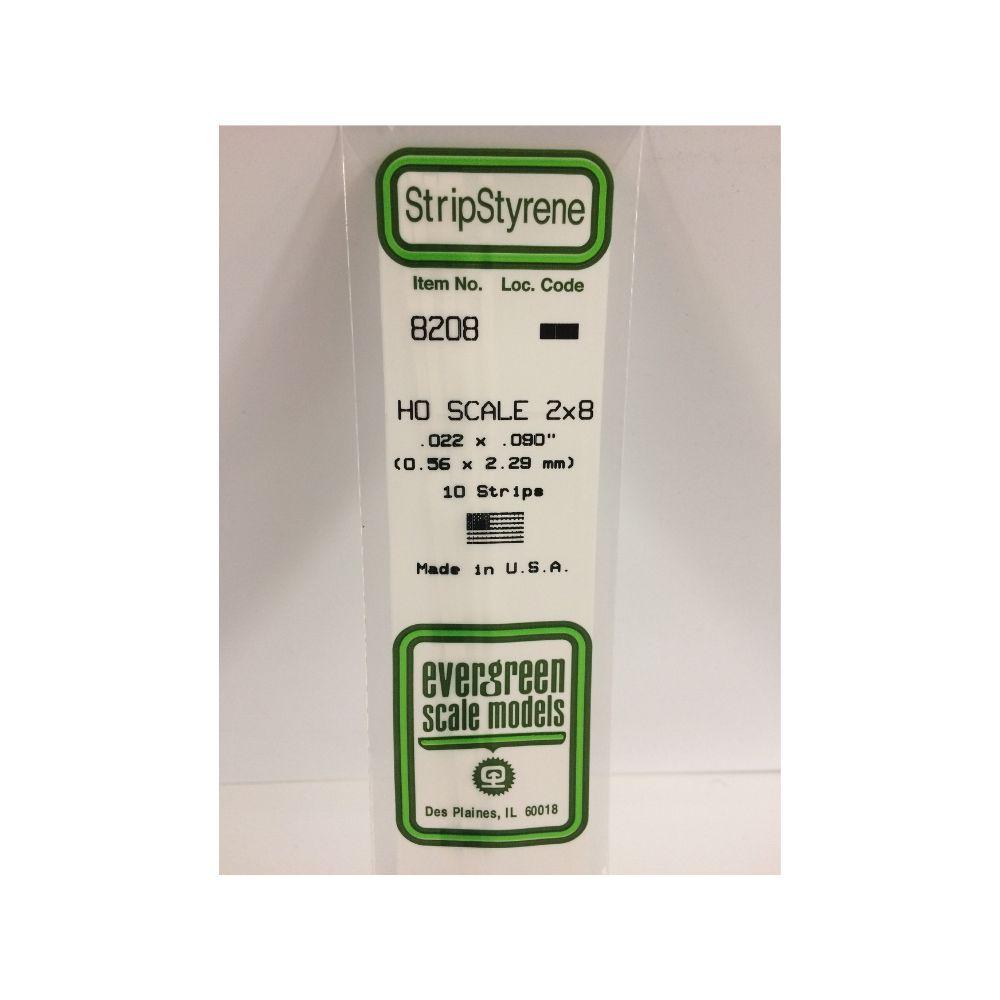 StripStyrene
Item No. Loc. Code
8208
HO SCALE 2x8
.022 x .090"
(0.56 x 2.29 mm)
10 Strips
Made in U.S.A.
evergreen
scale models
Des Plaines, IL 60018